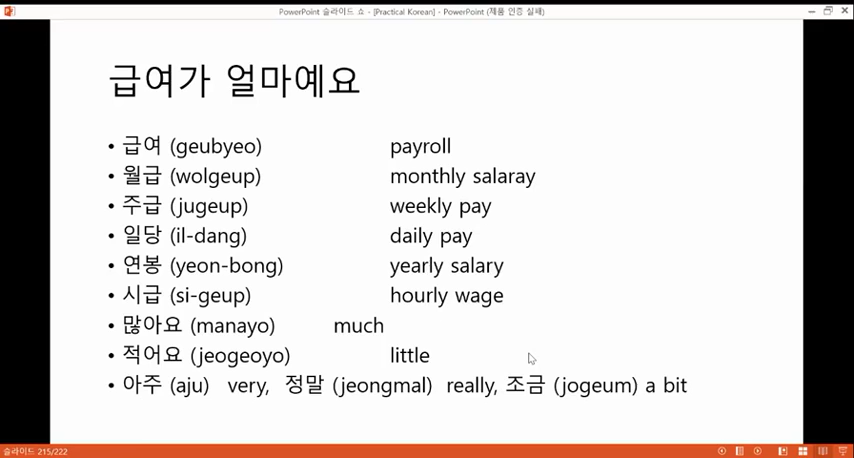 PowerPoint 슬라이드 쇼 - [Practical Korean] - PowerPoint (제품 인증 실패)
급여가 얼마예요
• 급여 (geubyeo) payroll
• 월급 (wolgeup) monthly salaray
• 주급 (jugeup) weekly pay
• 일당 (il-dang) daily pay
• 연봉 (yeon-bong) yearly salary
• 시급 (si-geup) hourly wage
• 많아요 (manayo) much
• 적어요 (jeogeoyo) little
• 아주 (aju) very, 정말 (jeongmal) really, 조금 (jogeum) a bit
슬라이드 215/222